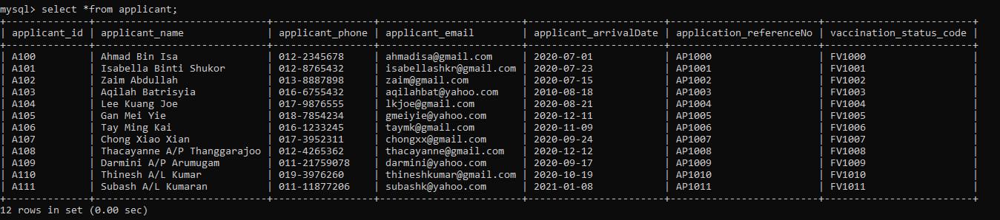 mysql> select *from applicant;
+--------------+----------------------------+----------------+-----------------------+----------------------+-------------------------+-------------------------+
| applicant_id | applicant_name             | applicant_phone | applicant_email        | applicant_arrivalDate | application_referenceNo | vaccination_status_code |
+--------------+----------------------------+----------------+-----------------------+----------------------+-------------------------+-------------------------+
| A100         | Ahmad Bin Isa              | 012-2345678     | ahmadisa@gmail.com     | 2020-07-01            | AP1000                  | FV1000                  |
| A101         | Isabella Binti Shukor      | 012-8765432     | isabellashkr@gmail.com | 2020-07-23            | AP1001                  | FV1001                  |
| A102         | Zaim Abdullah              | 013-8887898     | zaim@gmail.com         | 2020-07-15            | AP1002                  | FV1002                  |
| A103         | Aqilah Batrisyia           | 016-6755432     | aqilahbat@yahoo.com    | 2010-08-18            | AP1003                  | FV1003                  |
| A104         | Lee Kuang Joe              | 017-9876555     | lkjoe@gmail.com        | 2020-08-21            | AP1004                  | FV1004                  |
| A105         | Gan Mei Yie                | 018-7854234     | gmeiyie@yahoo.com      | 2020-12-11            | AP1005                  | FV1005                  |
| A106         | Tay Ming Kai               | 016-1233245     | taymk@gmail.com        | 2020-11-09            | AP1006                  | FV1006                  |
| A107         | Chong Xiao Xian            | 017-3952311     | chongxx@gmail.com      | 2020-09-24            | AP1007                  | FV1007                  |
| A108         | Thacayanne A/P Thanggarajoo | 012-4265362     | thacayanne@gmail.com   | 2020-12-12            | AP1008                  | FV1008                  |
| A109         | Darmini A/P Arumugam       | 011-21759078    | darmini@yahoo.com      | 2020-09-17            | AP1009                  | FV1009                  |
| A110         | Thinesh A/L Kumar          | 019-3976260     | thineshkumar@gmail.com | 2020-10-19            | AP1010                  | FV1010                  |
| A111         | Subash A/L Kumaran         | 011-11877206    | subashk@yahoo.com      | 2021-01-08            | AP1011                  | FV1011                  |
+--------------+----------------------------+----------------+-----------------------+----------------------+-------------------------+-------------------------+
12 rows in set (0.00 sec)